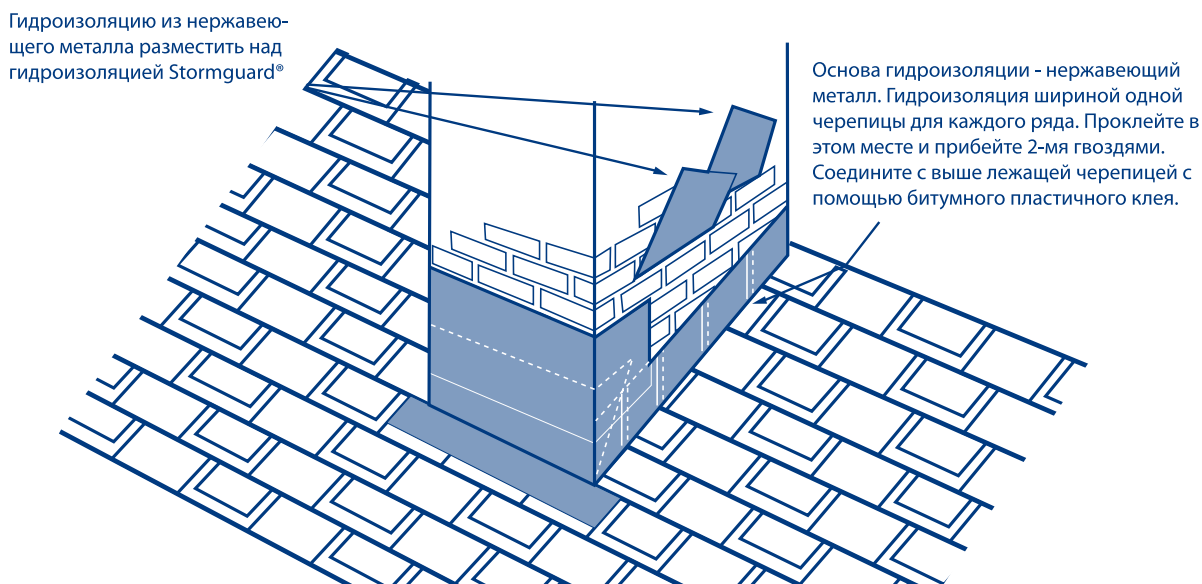 Гидроизоляцию из нержавею-
щего металла разместить над
гидроизоляцией Stormguard®
Основа гидроизоляции - нержавеющий
металл. Гидроизоляция шириной одной
черепицы для каждого ряда. Проклейте в
этом месте и прибейте 2-мя гвоздями.
Соедините с выше лежащей черепицей с
помощью битумного пластичного клея.